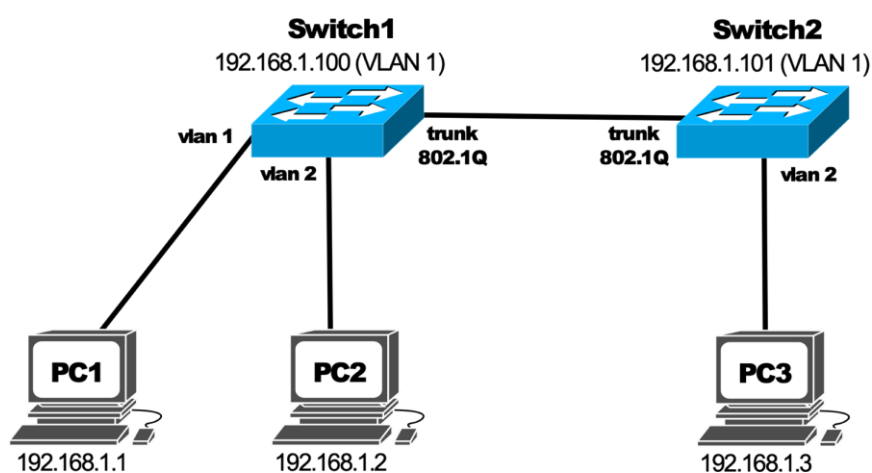 Switch1
192.168.1.100 (VLAN 1)
Switch2
192.168.1.101 (VLAN 1)
vlan 1
vlan 2
trunk
802.1Q
trunk
802.1Q
vlan 2
PC1
192.168.1.1
PC2
192.168.1.2
PC3
192.168.1.3